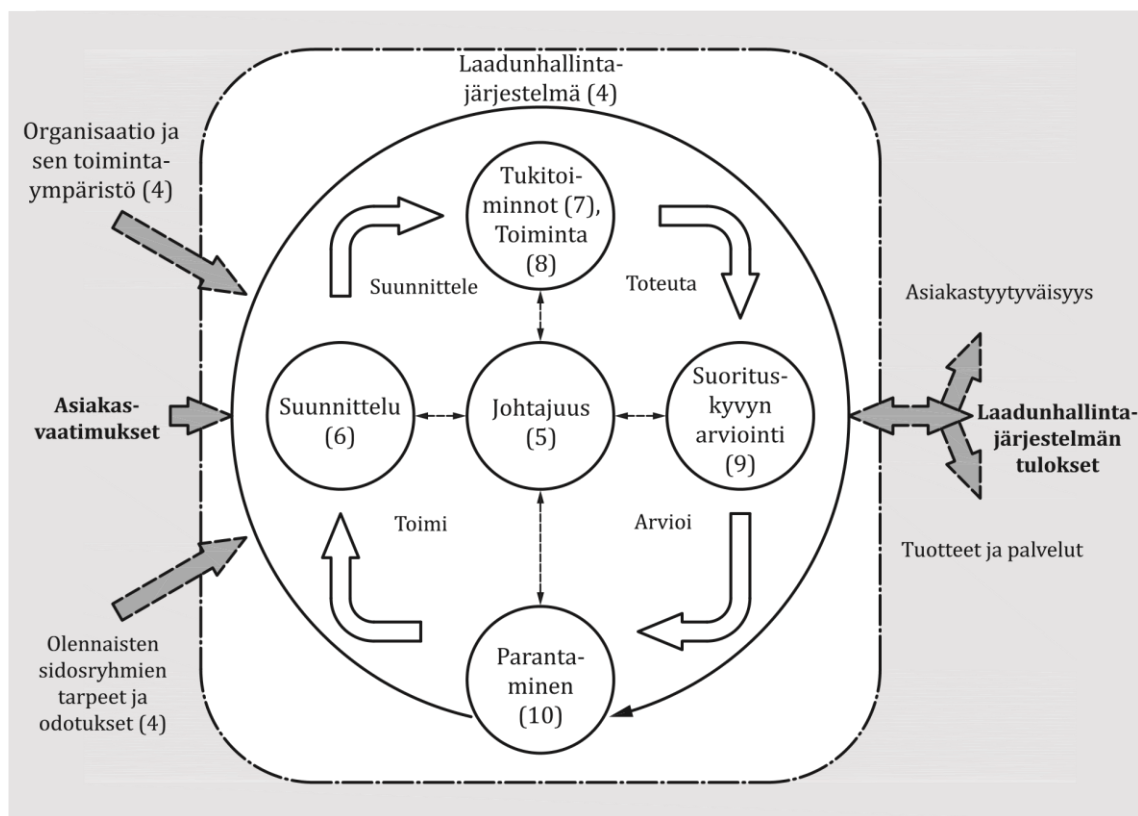 Laadunhallinta-
järjestelmä (4)
Organisaatio ja
sen toiminta-
ympäristö (4)
Tukitoi-
minnot (7),
Toiminta
(8)
Suunnittele
Toteuta
Asiakastyytyväisyys
Asiakas-
vaatimukset
Suunnittelu
(6)
Johtajuus
(5)
Suoritus-
kyvyn
arviointi
(9)
Laadunhallinta-
järjestelmän
tulokset
Toimi
Arvioi
Tuotteet ja palvelut
Olennaisten
sidosryhmien
tarpeet ja
odotukset (4)
Paranta-
minen
(10)